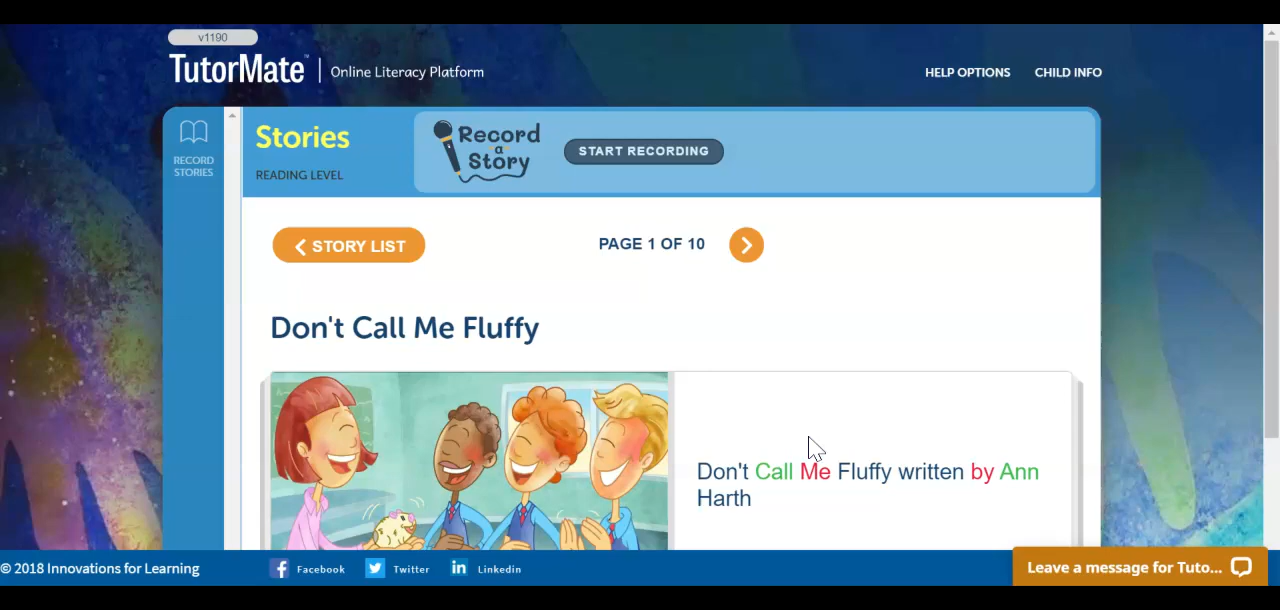 v1190
TutorMate™ | Online Literacy Platform
HELP OPTIONS CHILD INFO
RECORD
STORIES
Stories
READING LEVEL
Record
a
Story
START RECORDING
STORY LIST
PAGE 1 OF 10
Don't Call Me Fluffy
Don't Call Me Fluffy written by Ann
Harth
© 2018 Innovations for Learning
Facebook Twitter Linkedin
Leave a message for Tuto...